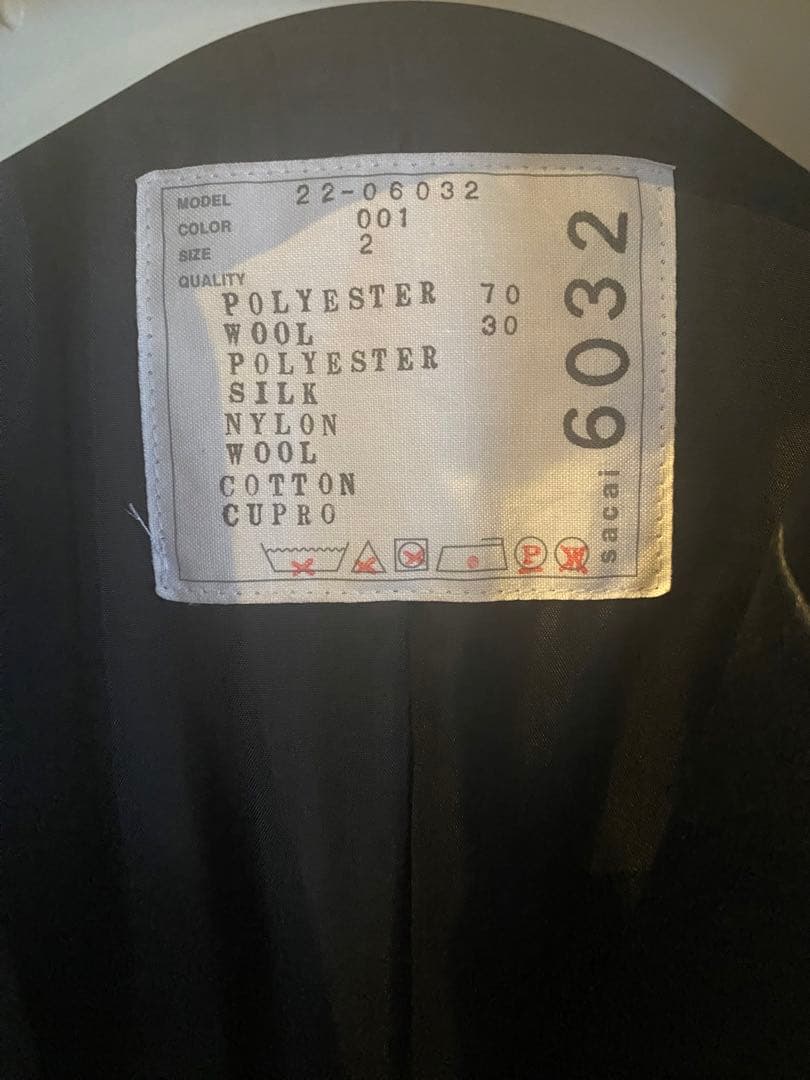 MODEL 22-06032
COLOR 001
SIZE 2
QUALITY
POLYESTER 70
WOOL 30
POLYESTER
SILK
NYLON
WOOL
COTTON
CUPRO
P W
sacai 6032